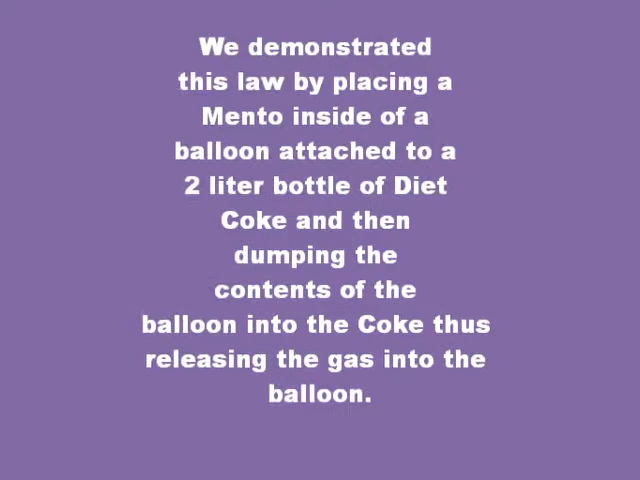 We demonstrated
this law by placing a
Mento inside of a
balloon attached to a
2 liter bottle of Diet
Coke and then
dumping the
contents of the
balloon into the Coke thus
releasing the gas into the
balloon.